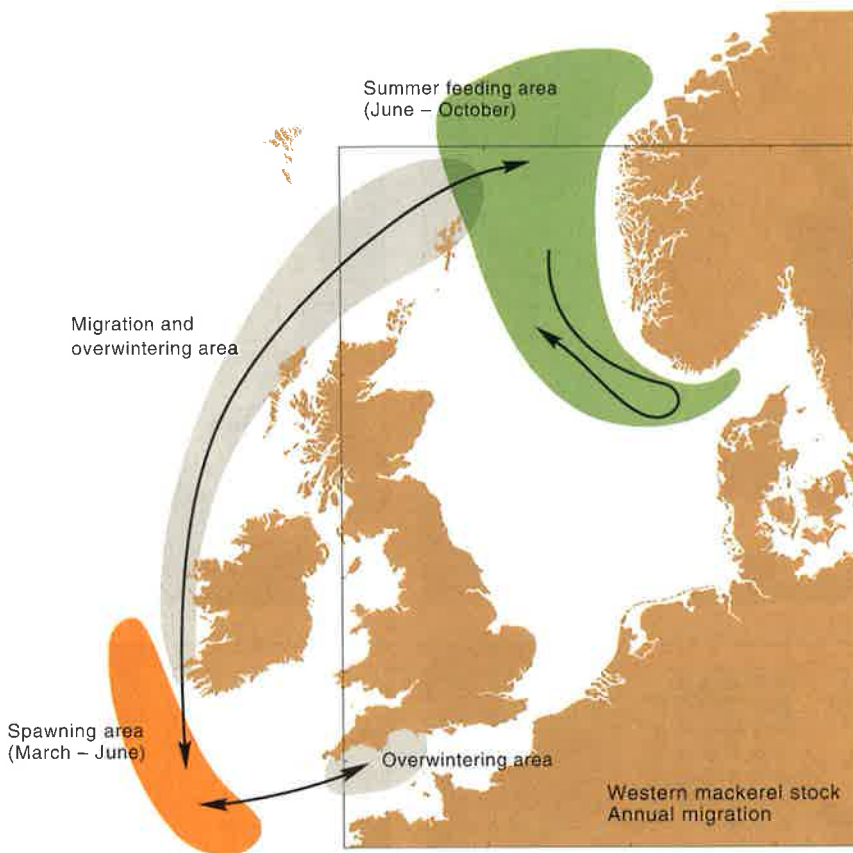 Summer feeding area
(June – October)
Migration and
overwintering area
Spawning area
(March – June)
Overwintering area
Western mackerel stock
Annual migration